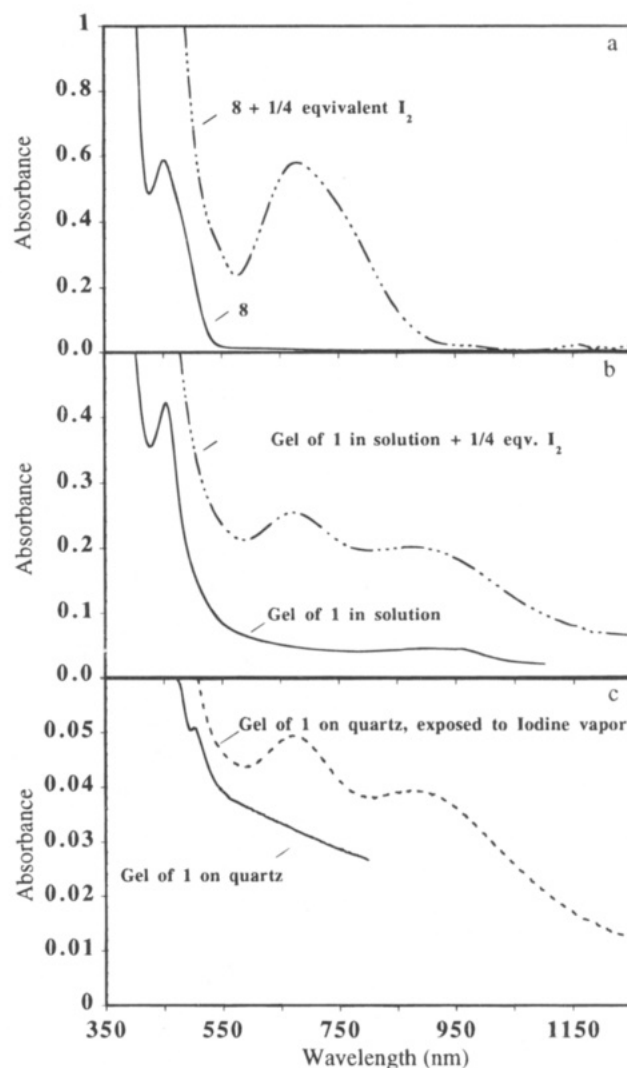 a
1
0.8
0.6
0.4
0.2
0.0
Absorbance
8 + 1/4 eqvivalent I₂
8
b
0.4
0.3
0.2
0.1
0.0
Absorbance
Gel of 1 in solution + 1/4 eqv. I₂
Gel of 1 in solution
c
0.05
0.04
0.03
0.02
0.01
0
Absorbance
Gel of 1 on quartz, exposed to Iodine vapor
Gel of 1 on quartz
350 550 750 950 1150
Wavelength (nm)